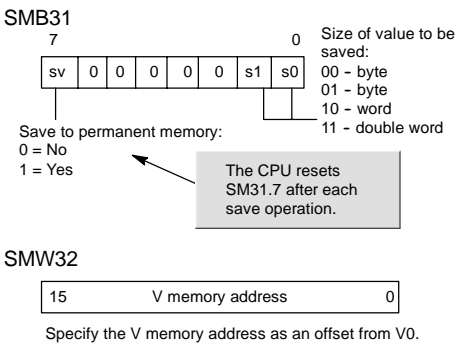 SMB31
7 0
sv 0 0 0 0 0 s1 s0
Size of value to be
saved:
00 - byte
01 - byte
10 - word
11 - double word
Save to permanent memory:
0 = No
1 = Yes
The CPU resets
SM31.7 after each
save operation.
SMW32
15 V memory address 0
Specify the V memory address as an offset from V0.